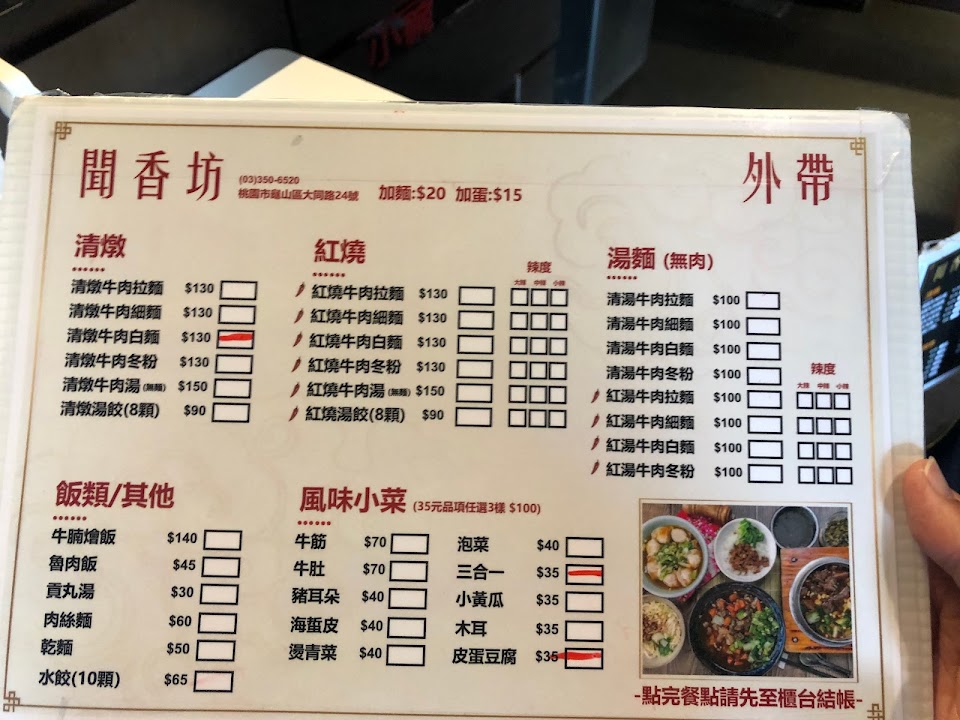 聞香坊
(03)350-6520
桃園市龜山區大同路24號
加麵:$20 加蛋:$15
外帶
清燉
清燉牛肉拉麵 $130
清燉牛肉細麵 $130
清燉牛肉白麵 $130
清燉牛肉冬粉 $130
清燉牛肉湯(無麵) $150
清燉湯餃(8顆) $90
紅燒
辣度
大辣 中辣 小辣
紅燒牛肉拉麵 $130
紅燒牛肉細麵 $130
紅燒牛肉白麵 $130
紅燒牛肉冬粉 $130
紅燒牛肉湯(無麵) $150
紅燒湯餃(8顆) $90
湯麵 (無肉)
清湯牛肉拉麵 $100
清湯牛肉細麵 $100
清湯牛肉白麵 $100
清湯牛肉冬粉 $100
辣度
大辣 中辣 小辣
紅湯牛肉拉麵 $100
紅湯牛肉細麵 $100
紅湯牛肉白麵 $100
紅湯牛肉冬粉 $100
飯類/其他
牛腩燴飯 $140
魯肉飯 $45
貢丸湯 $30
肉絲麵 $60
乾麵 $50
水餃(10顆) $65
風味小菜 (35元品項任選3樣 $100)
牛筋 $70
牛肚 $70
豬耳朵 $40
海蜇皮 $40
燙青菜 $40
泡菜 $40
三合一 $35
小黃瓜 $35
木耳 $35
皮蛋豆腐 $35
-點完餐點請先至櫃台結帳-